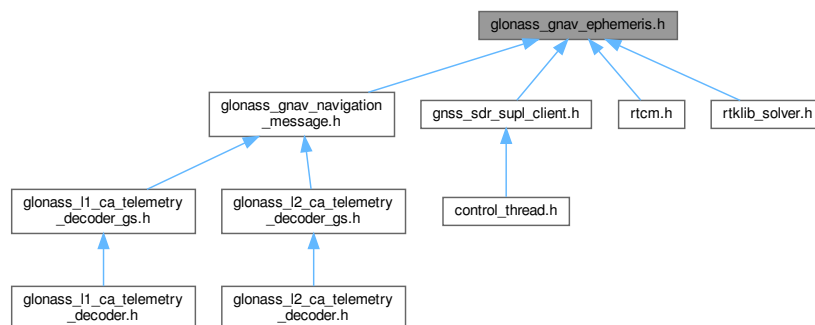 glonass_gnav_ephemeris.h
glonass_gnav_navigation
_message.h
gnss_sdr_supl_client.h
rtcm.h
rtklib_solver.h
glonass_l1_ca_telemetry
_decoder_gs.h
glonass_l2_ca_telemetry
_decoder_gs.h
control_thread.h
glonass_l1_ca_telemetry
_decoder.h
glonass_l2_ca_telemetry
_decoder.h